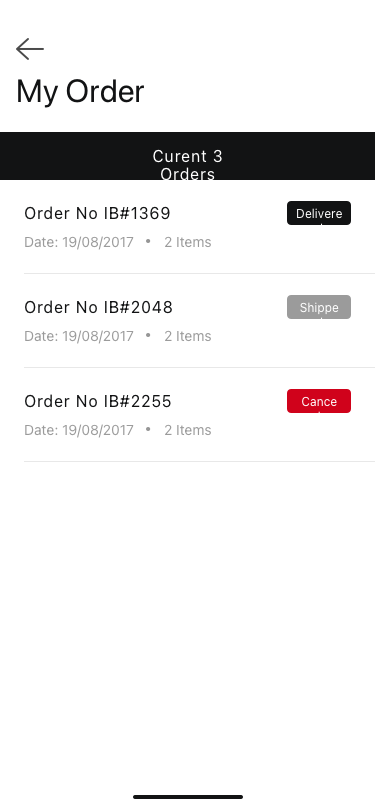 My Order
Curent 3
Orders
Order No IB#1369
Delivere
Date: 19/08/2017 • 2 Items
Order No IB#2048
Shippe
Date: 19/08/2017 • 2 Items
Order No IB#2255
Cance
Date: 19/08/2017 • 2 Items